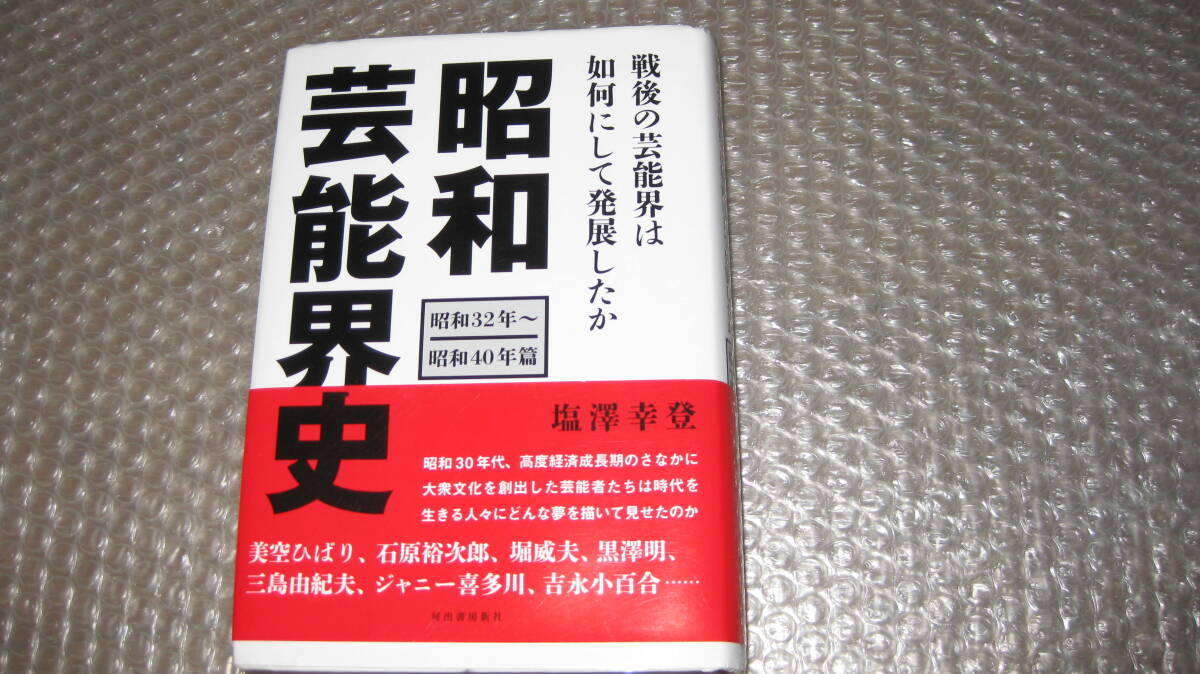 戦後の芸能界は
如何にして発展したか
昭和
芸能界史
昭和32年〜
昭和40年篇
塩澤幸登
昭和30年代、高度経済成長期のさなかに
大衆文化を創出した芸能者たちは時代を
生きる人々にどんな夢を描いて見せたのか
美空ひばり、石原裕次郎、堀威夫、黒澤明、
三島由紀夫、ジャニー喜多川、吉永小百合……
河出書房新社